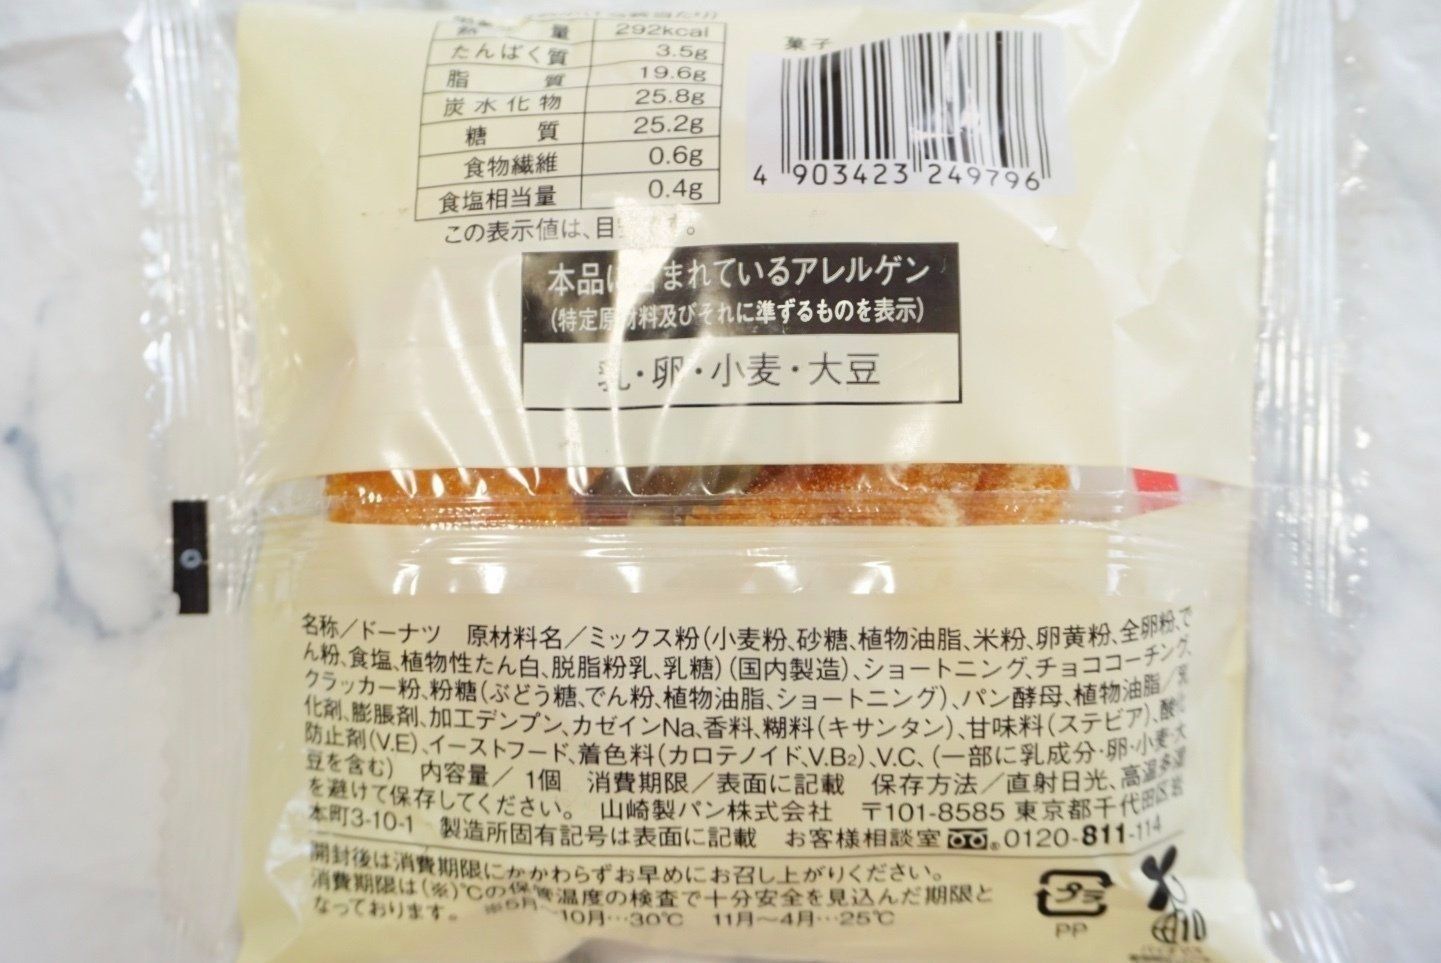 熱 量 292kcal
たんぱく質 3.5g
脂 質 19.6g
炭水化物 25.8g
糖 質 25.2g
食物繊維 0.6g
食塩相当量 0.4g
この表示値は、目安です。
菓子
4 903423 249796
本品に含まれているアレルゲン
(特定原材料及びそれに準ずるものを表示)
乳・卵・小麦・大豆
名称/ドーナツ 原材料名/ミックス粉(小麦粉、砂糖、植物油脂、米粉、卵黄粉、全卵粉、で
ん粉、食塩、植物性たん白、脱脂粉乳、乳糖)(国内製造)、ショートニング、チョココーチング、
クラッカー粉、粉糖(ぶどう糖、でん粉、植物油脂、ショートニング)、パン酵母、植物油脂/乳
化剤、膨脹剤、加工デンプン、カゼインNa、香料、糊料(キサンタン)、甘味料(ステビア)、酸化
防止剤(V.E)、イーストフード、着色料(カロテノイド、V.B₂)、V.C、(一部に乳成分・卵・小麦・大
豆を含む) 内容量/1個 消費期限/表面に記載 保存方法/直射日光、高温多湿
を避けて保存してください。 山崎製パン株式会社 〒101-8585 東京都千代田区岩
本町3-10-1 製造所固有記号は表面に記載 お客様相談室 ®0120-811-114
開封後は消費期限にかかわらずお早めにお召し上がりください。
消費期限は(※)℃の保管温度の検査で十分安全を見込んだ期限と
なっております。 ※5月〜10月…30℃ 11月〜4月…25℃
プラ
PP
10